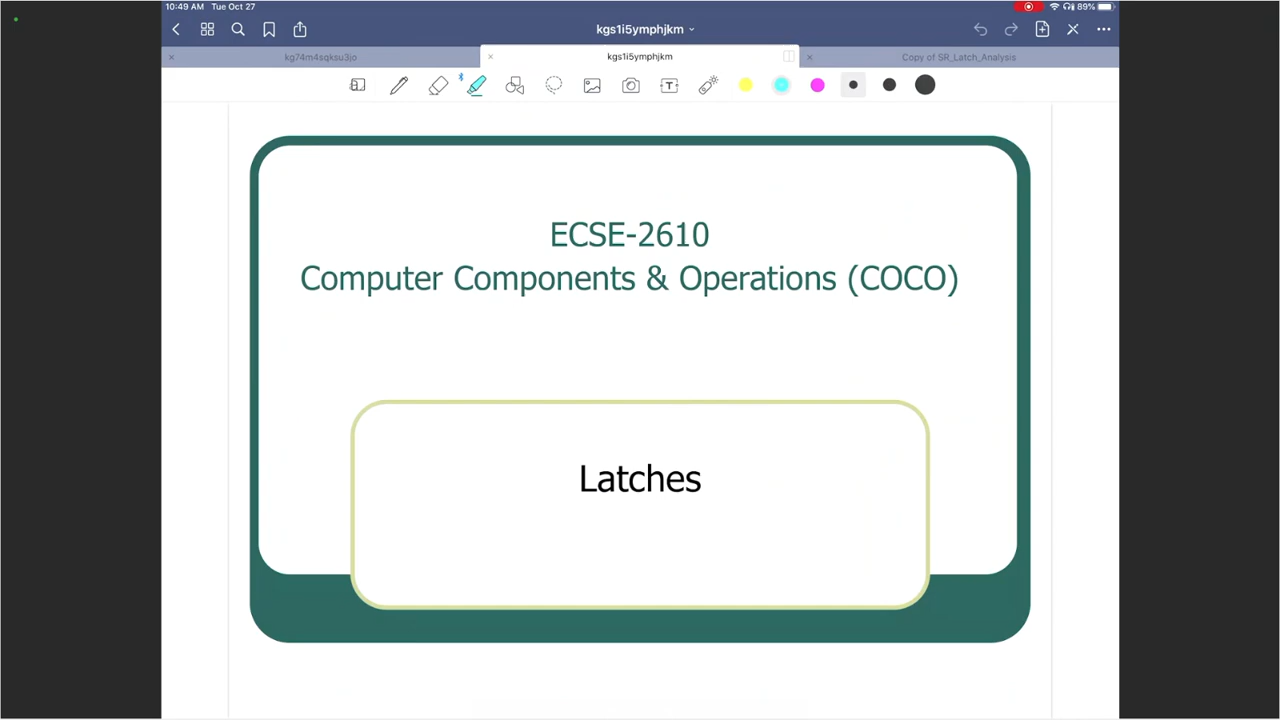 10:49 AM Tue Oct 27
89%
kgs1i5ymphjkm
kg74m4sqksu3jo
kgs1i5ymphjkm
Copy of SR_Latch_Analysis
T
ECSE-2610
Computer Components & Operations (COCO)
Latches